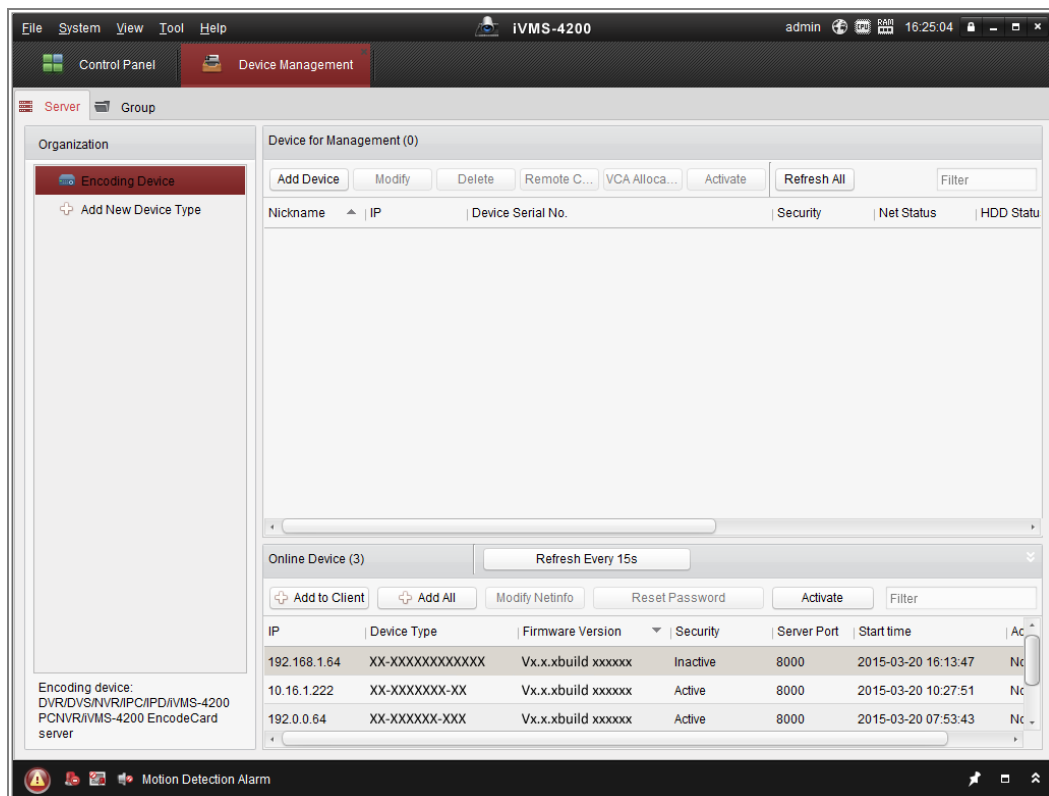 File System View Tool Help iVMS-4200 admin CPU RAM 16:25:04
Control Panel Device Management
Server Group
Organization
Encoding Device
Add New Device Type
Encoding device:
DVR/DVS/NVR/IPC/IPD/iVMS-4200
PCNVR/iVMS-4200 EncodeCard
server
Device for Management (0)
Add Device Modify Delete Remote C... VCA Alloca... Activate Refresh All Filter
Nickname IP Device Serial No. Security Net Status HDD Statu
Online Device (3) Refresh Every 15s
Add to Client Add All Modify Netinfo Reset Password Activate Filter
IP Device Type Firmware Version Security Server Port Start time Ad
192.168.1.64 XX-XXXXXXXXXXXX Vx.x.xbuild xxxxxx Inactive 8000 2015-03-20 16:13:47 No
10.16.1.222 XX-XXXXXXX-XX Vx.x.xbuild xxxxxx Active 8000 2015-03-20 10:27:51 No
192.0.0.64 XX-XXXXXX-XXX Vx.x.xbuild xxxxxx Active 8000 2015-03-20 07:53:43 No
Motion Detection Alarm